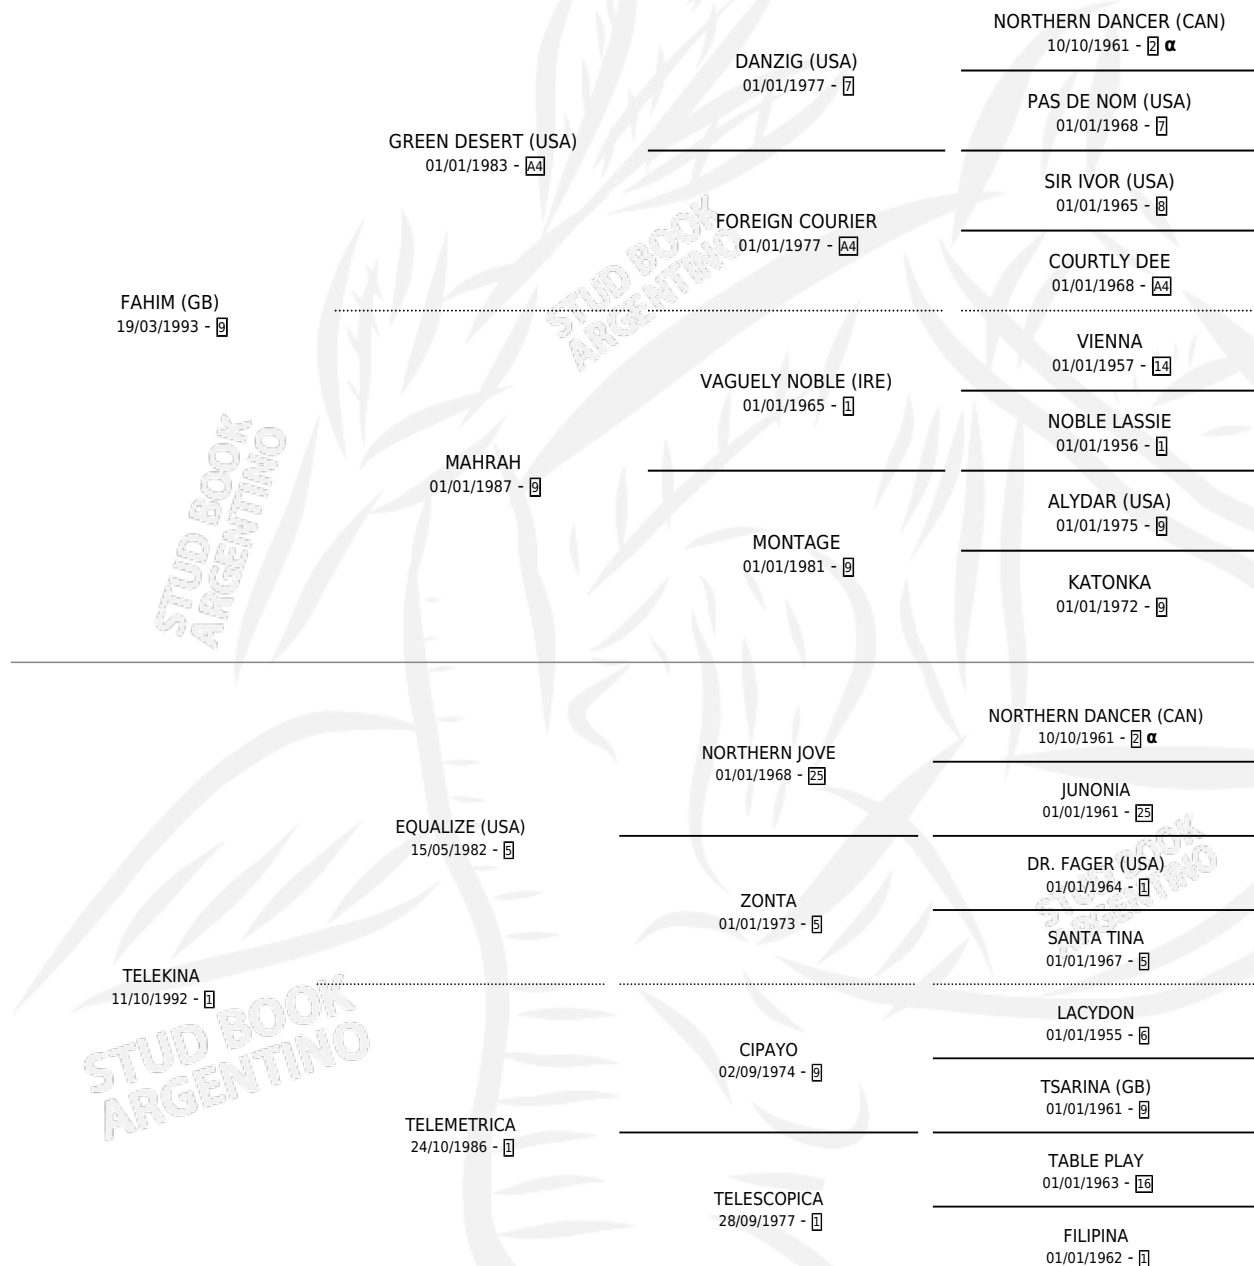 NORTHERN DANCER (CAN)
10/10/1961 - 2 α
DANZIG (USA)
01/01/1977 - 7
PAS DE NOM (USA)
01/01/1968 - 7
GREEN DESERT (USA)
01/01/1983 - A4
SIR IVOR (USA)
01/01/1965 - 8
FOREIGN COURIER
01/01/1977 - A4
COURTLY DEE
01/01/1968 - A4
FAHIM (GB)
19/03/1993 - 9
VIENNA
01/01/1957 - 14
VAGUELY NOBLE (IRE)
01/01/1965 - 1
NOBLE LASSIE
01/01/1956 - 1
MAHRAH
01/01/1987 - 9
ALYDAR (USA)
01/01/1975 - 9
MONTAGE
01/01/1981 - 9
KATONKA
01/01/1972 - 9
NORTHERN DANCER (CAN)
10/10/1961 - 2 α
NORTHERN JOVE
01/01/1968 - 25
JUNONIA
01/01/1961 - 25
EQUALIZE (USA)
15/05/1982 - 5
DR. FAGER (USA)
01/01/1964 - 1
ZONTA
01/01/1973 - 5
SANTA TINA
01/01/1967 - 5
TELEKINA
11/10/1992 - 1
LACYDON
01/01/1955 - 6
CIPAYO
02/09/1974 - 9
TSARINA (GB)
01/01/1961 - 9
TELEMETRICA
24/10/1986 - 1
TABLE PLAY
01/01/1963 - 16
TELESCOPICA
28/09/1977 - 1
FILIPINA
01/01/1962 - 1
STUD BOOK
ARGENTINO
STUD BOOK
ARGENTINO
STUD BOOK
ARGENTINO
STUD BOOK
ARGENTINO